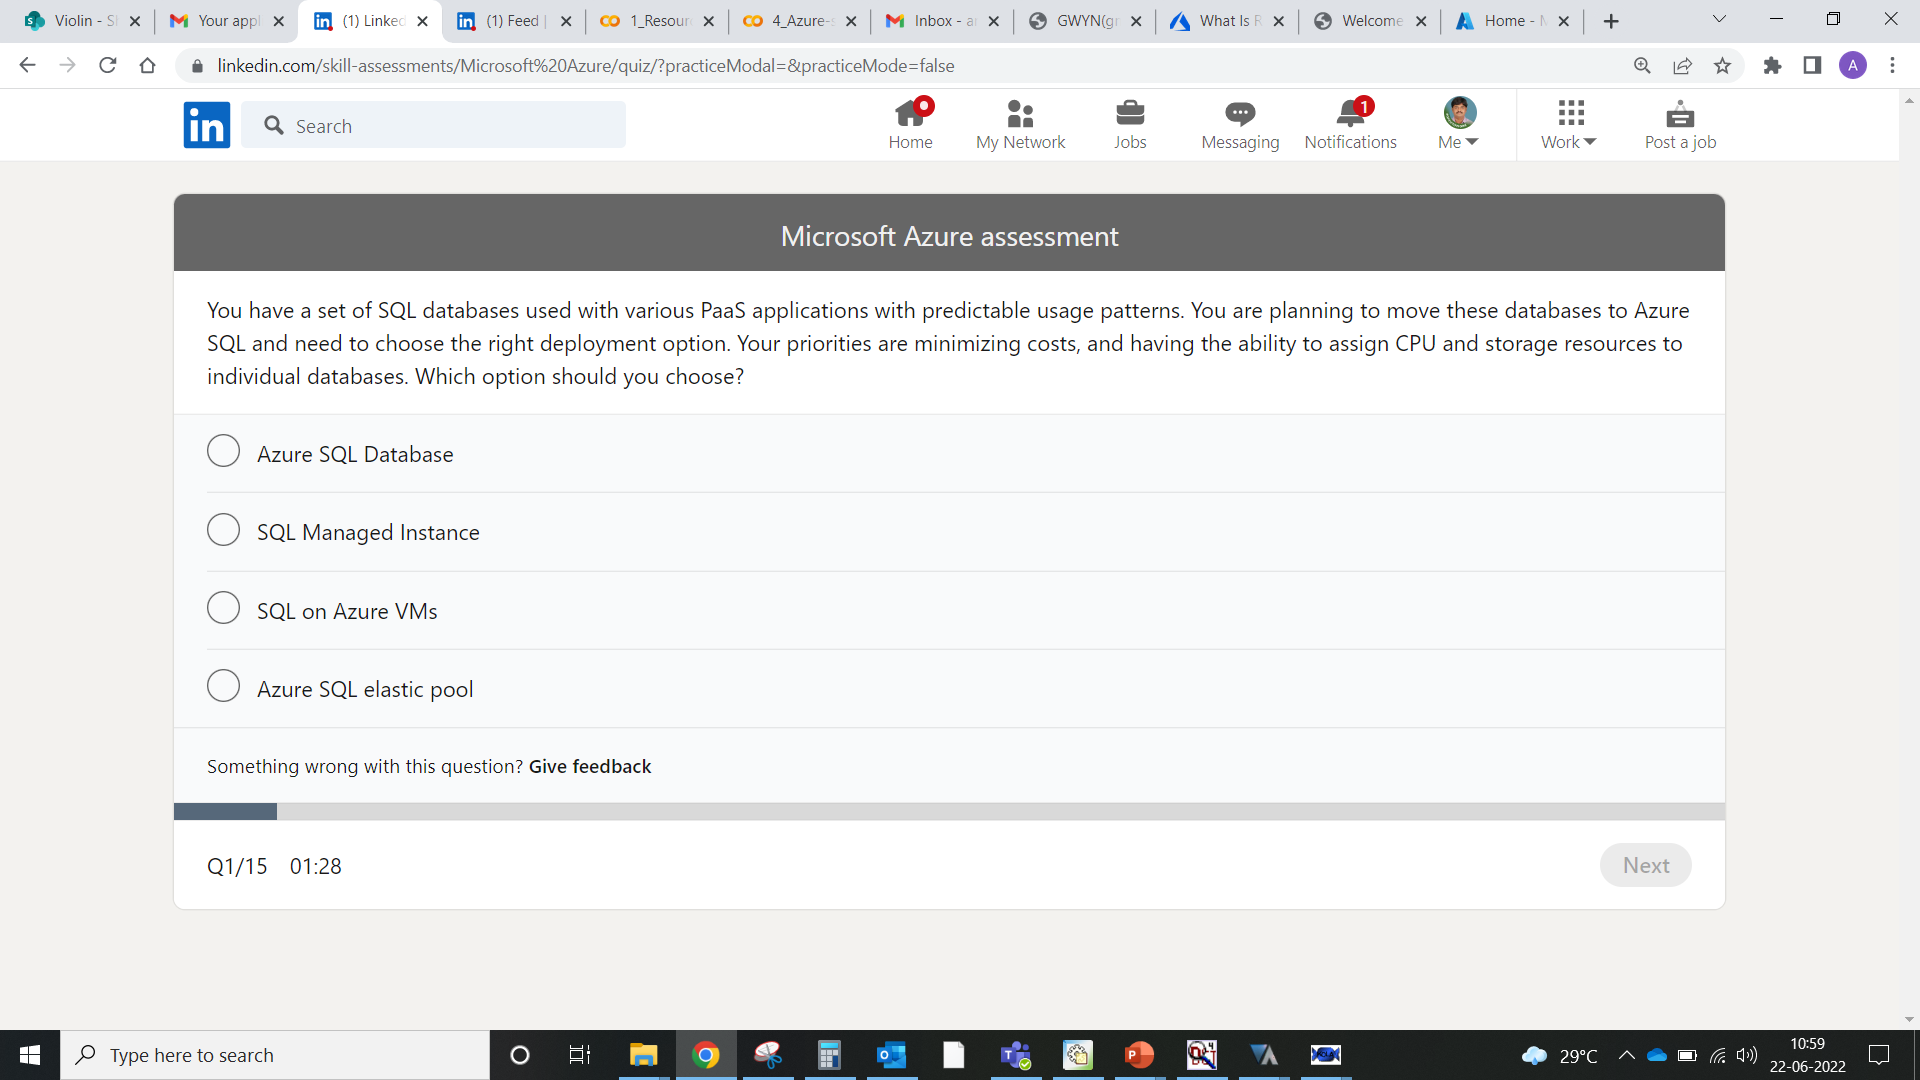 Violin - S
Your appl
(1) Linked
(1) Feed |
1_Resour
4_Azure-s
Inbox - a
GWYN(gr
What Is R
Welcome
Home - M
linkedin.com/skill-assessments/Microsoft%20Azure/quiz/?practiceModal=&practiceMode=false
A
in
Search
Home
My Network
Jobs
Messaging
1
Notifications
Me
Work
Post a job
Microsoft Azure assessment
You have a set of SQL databases used with various PaaS applications with predictable usage patterns. You are planning to move these databases to Azure
SQL and need to choose the right deployment option. Your priorities are minimizing costs, and having the ability to assign CPU and storage resources to
individual databases. Which option should you choose?
Azure SQL Database
SQL Managed Instance
SQL on Azure VMs
Azure SQL elastic pool
Something wrong with this question? Give feedback
Q1/15 01:28
Next
Type here to search
29°C
10:59
22-06-2022